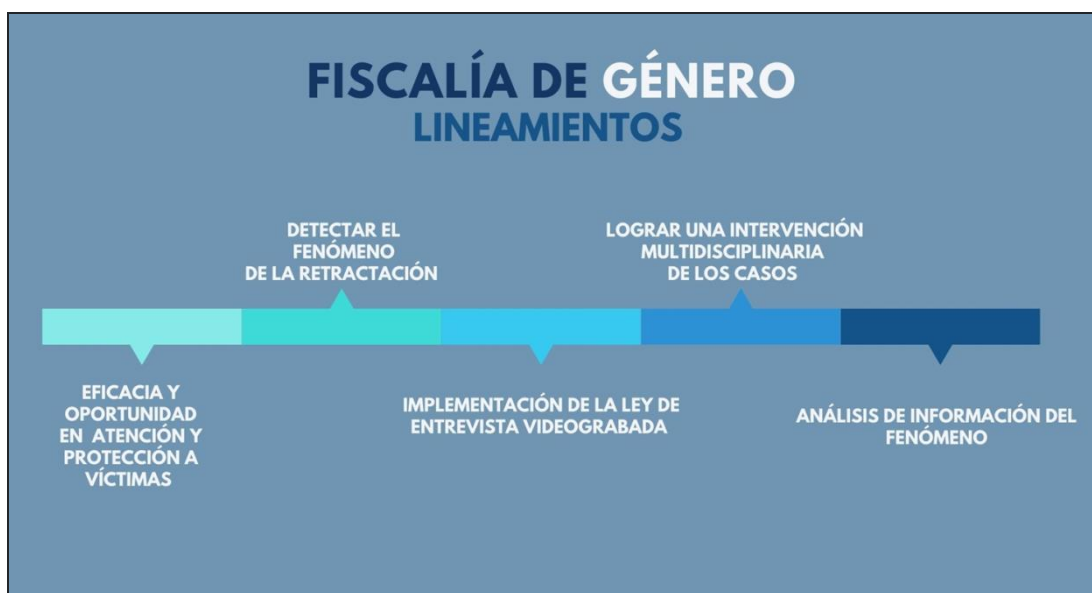 FISCALÍA DE GÉNERO
LINEAMIENTOS
DETECTAR EL
FENÓMENO
DE LA RETRACTACIÓN
LOGRAR UNA INTERVENCIÓN
MULTIDISCIPLINARIA
DE LOS CASOS
EFICACIA Y
OPORTUNIDAD
EN ATENCIÓN Y
PROTECCIÓN A
VÍCTIMAS
IMPLEMENTACIÓN DE LA LEY DE
ENTREVISTA VIDEOGRABADA
ANÁLISIS DE INFORMACIÓN DEL
FENÓMENO